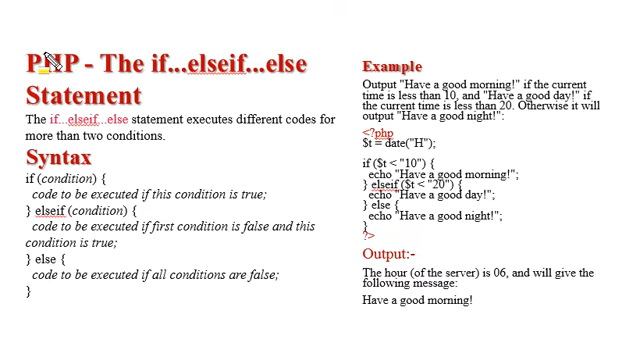 PHP - The if...elseif...else
Statement
The if...elseif...else statement executes different codes for
more than two conditions.
Syntax
if (condition) {
code to be executed if this condition is true;
} elseif (condition) {
code to be executed if first condition is false and this
condition is true;
} else {
code to be executed if all conditions are false;
}
Example
Output "Have a good morning!" if the current
time is less than 10, and "Have a good day!" if
the current time is less than 20. Otherwise it will
output "Have a good night!":
<?php
$t = date("H");
if ($t < "10") {
echo "Have a good morning!";
} elseif ($t < "20") {
echo "Have a good day!";
} else {
echo "Have a good night!";
}
?>
Output:-
The hour (of the server) is 06, and will give the
following message:
Have a good morning!